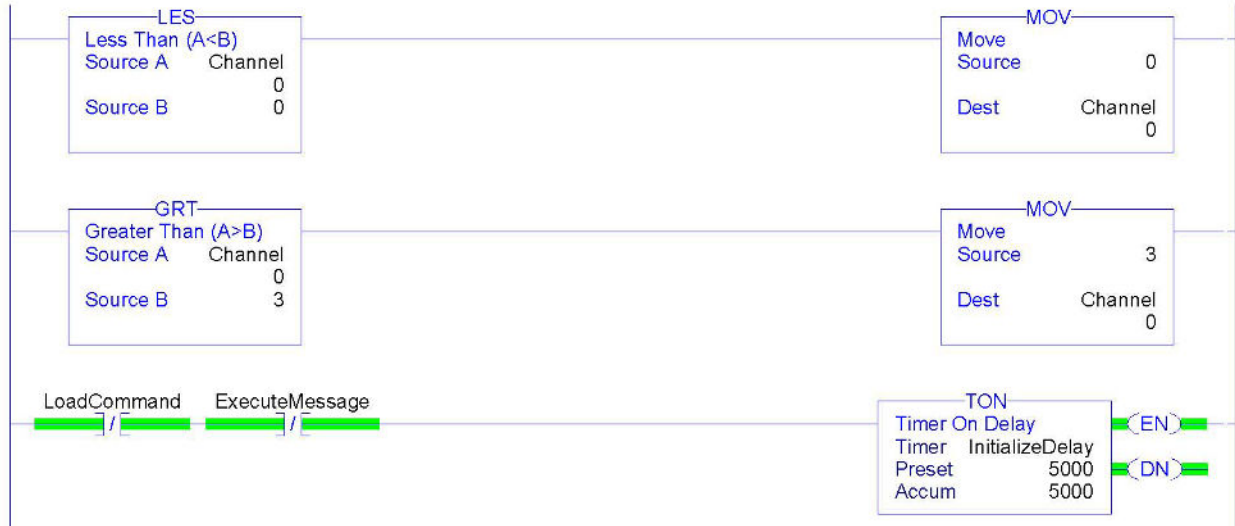 LES
Less Than (A<B)
Source A Channel
0
Source B 0
MOV
Move
Source 0
Dest Channel
0
GRT
Greater Than (A>B)
Source A Channel
0
Source B 3
MOV
Move
Source 3
Dest Channel
0
LoadCommand ExecuteMessage
/ /
TON
Timer On Delay
Timer InitializeDelay
Preset 5000
Accum 5000
EN
DN